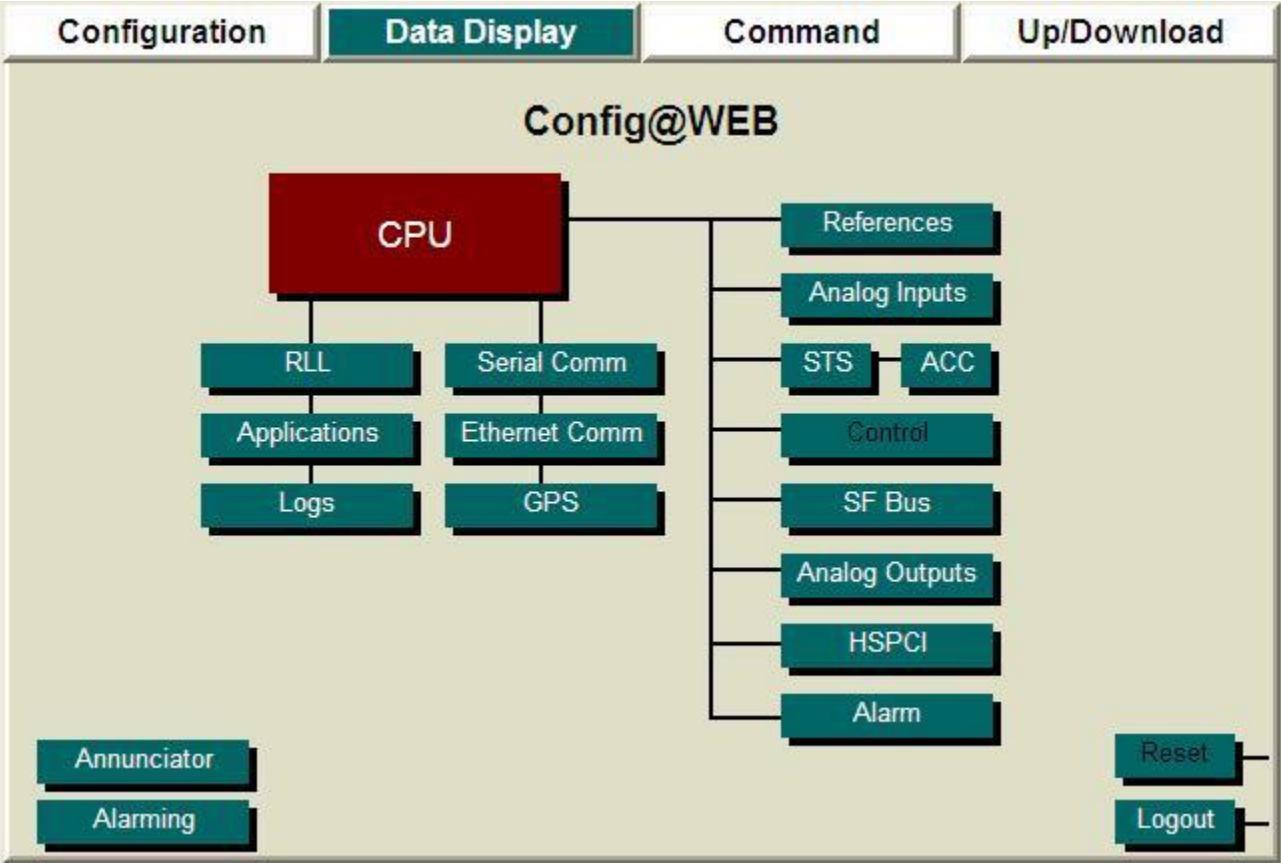 Configuration
Data Display
Command
Up/Download
Config@WEB
CPU
RLL
Applications
Logs
Serial Comm
Ethernet Comm
GPS
References
Analog Inputs
STS
ACC
Control
SF Bus
Analog Outputs
HSPCI
Alarm
Annunciator
Alarming
Reset
Logout